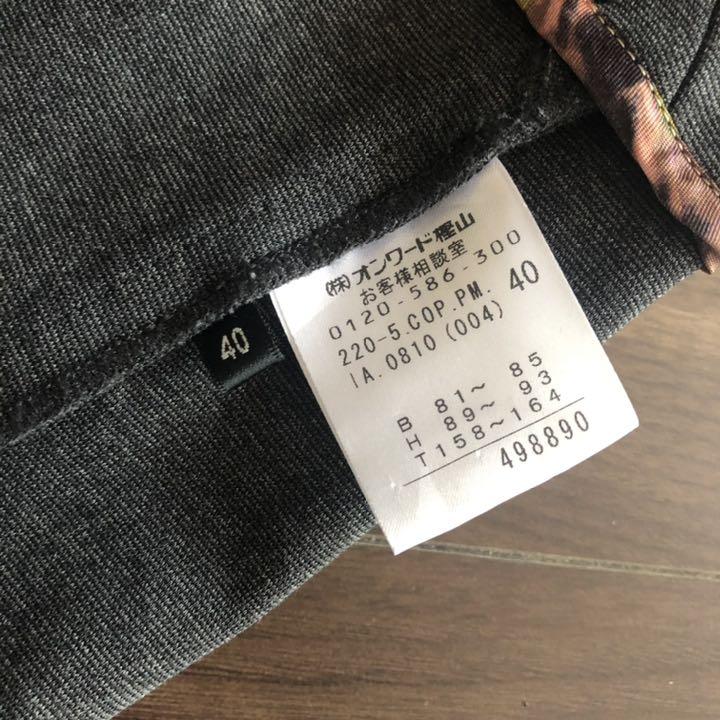 (株)オンワード樫山
お客様相談室
0120-586-300
220-5.COP.PM. 40
IA.0810 (004)
B 81〜 85
H 89〜 93
T158〜164
498890
40